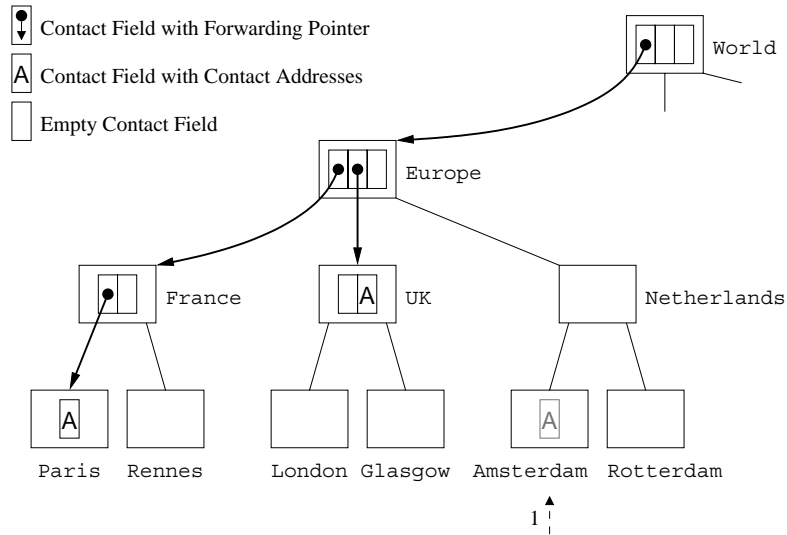 Contact Field with Forwarding Pointer
A Contact Field with Contact Addresses
Empty Contact Field
World
Europe
France
A UK
Netherlands
A
A
Paris Rennes London Glasgow Amsterdam Rotterdam
1